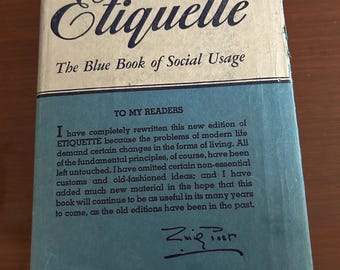 Etiquette
The Blue Book of Social Usage
TO MY READERS
I have completely rewritten this new edition of
ETIQUETTE because the problems of modern life
demand certain changes in the forms of living. All
of the fundamental principles, of course, have been
left untouched. I have omitted certain non-essential
customs and old-fashioned ideas; and I have
added much new material in the hope that this
book will continue to be as useful in its many years
to come, as the old editions have been in the past.